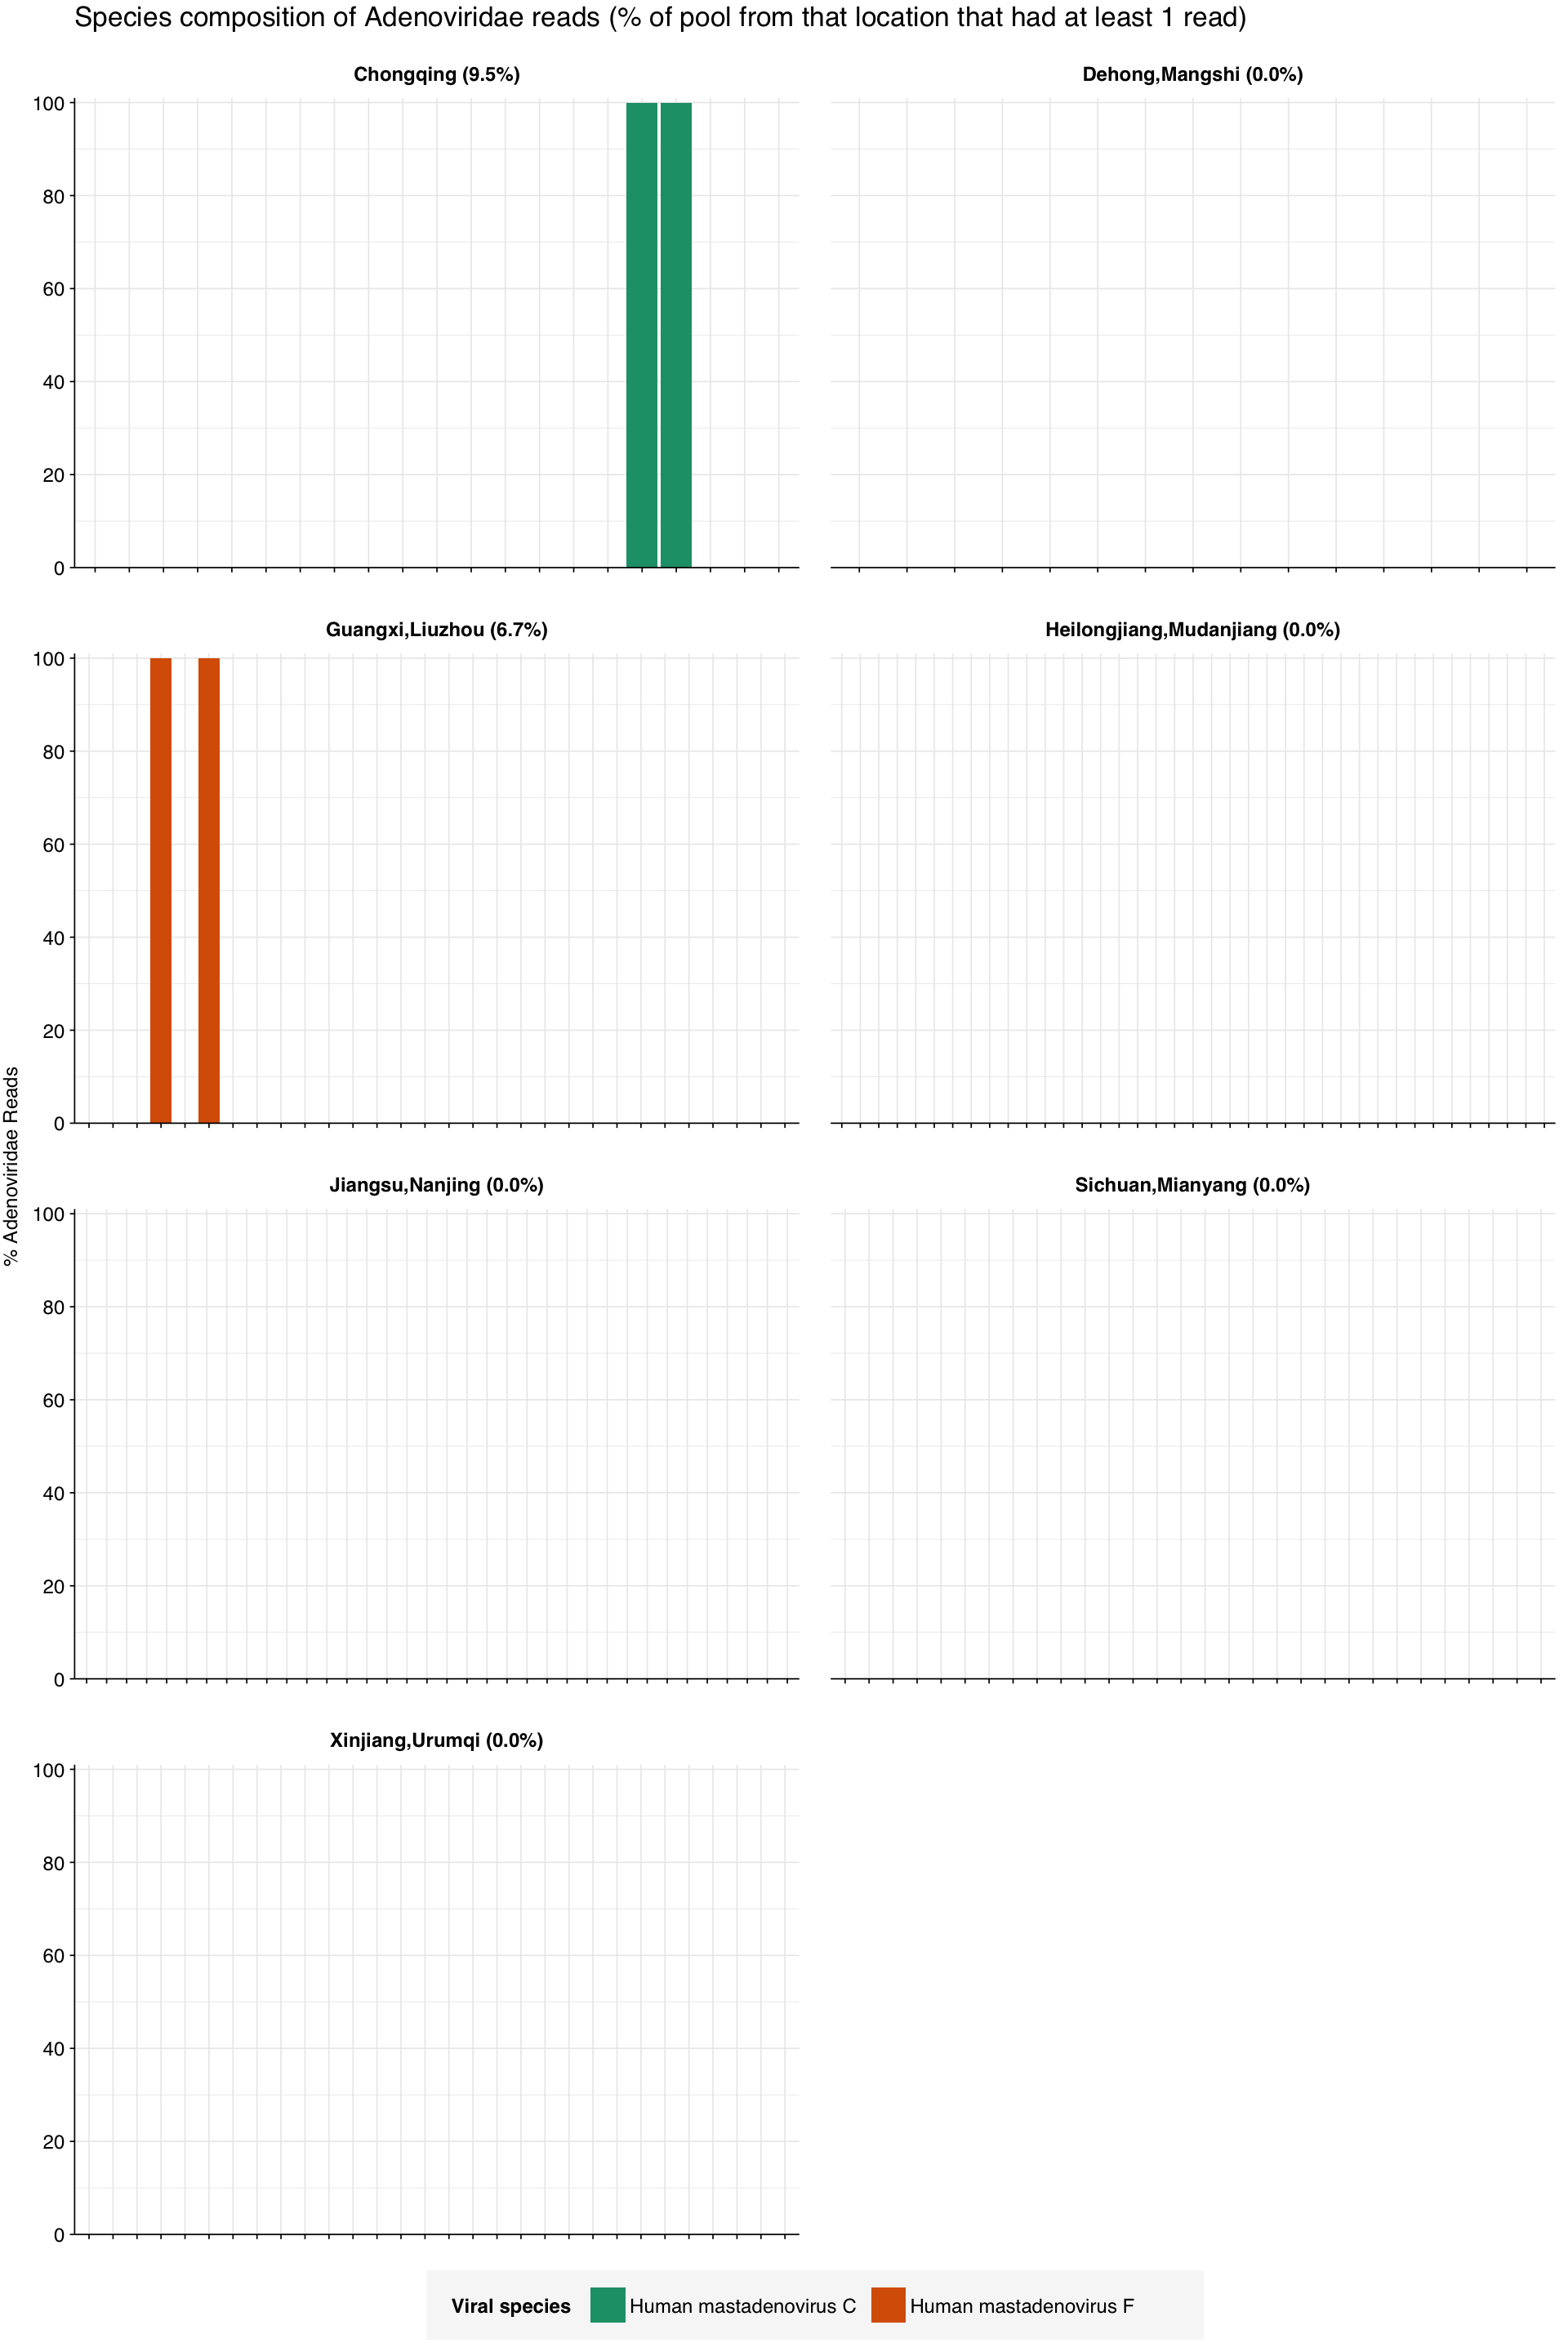 Species composition of Adenoviridae reads (% of pool from that location that had at least 1 read)
Chongqing (9.5%)
Dehong,Mangshi (0.0%)
100
80
60
40
20
0
Guangxi,Liuzhou (6.7%)
Heilongjiang,Mudanjiang (0.0%)
100
80
60
40
20
0
% Adenoviridae Reads
Jiangsu,Nanjing (0.0%)
Sichuan,Mianyang (0.0%)
100
80
60
40
20
0
Xinjiang,Urumqi (0.0%)
100
80
60
40
20
0
Viral species Human mastadenovirus C Human mastadenovirus F